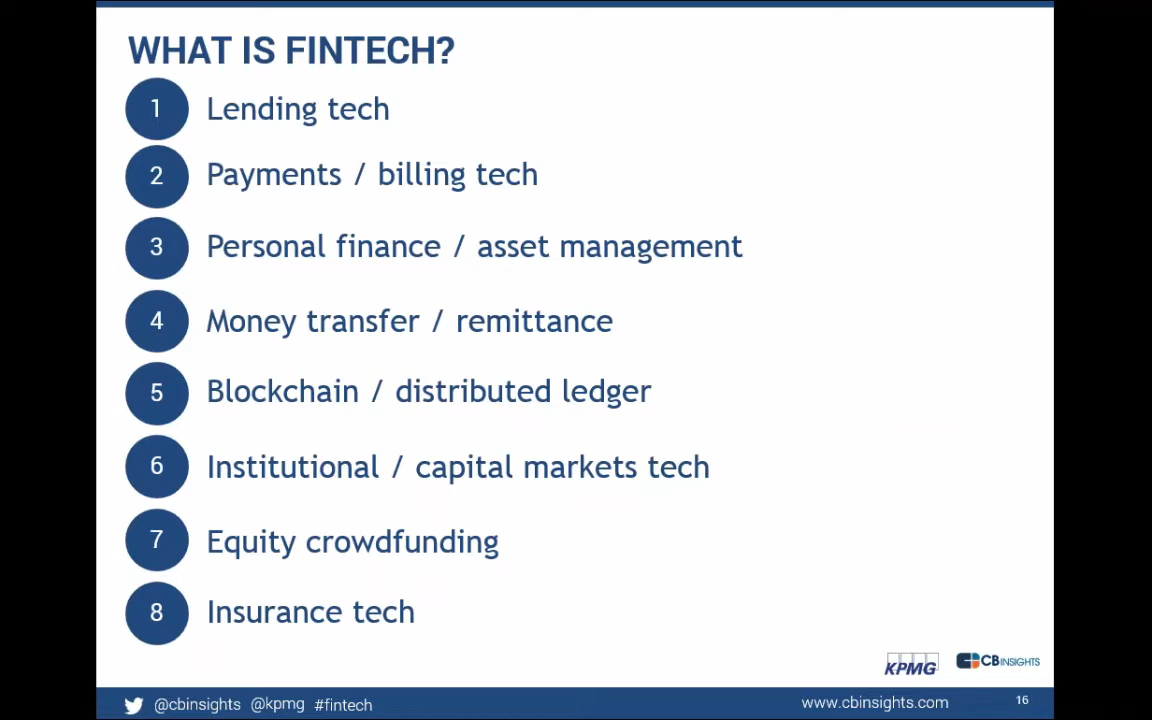 WHAT IS FINTECH?
1 Lending tech
2 Payments / billing tech
3 Personal finance / asset management
4 Money transfer / remittance
5 Blockchain / distributed ledger
6 Institutional / capital markets tech
7 Equity crowdfunding
8 Insurance tech
KPMG CBINSIGHTS
@cbinsights @kpmg #fintech www.cbinsights.com 16